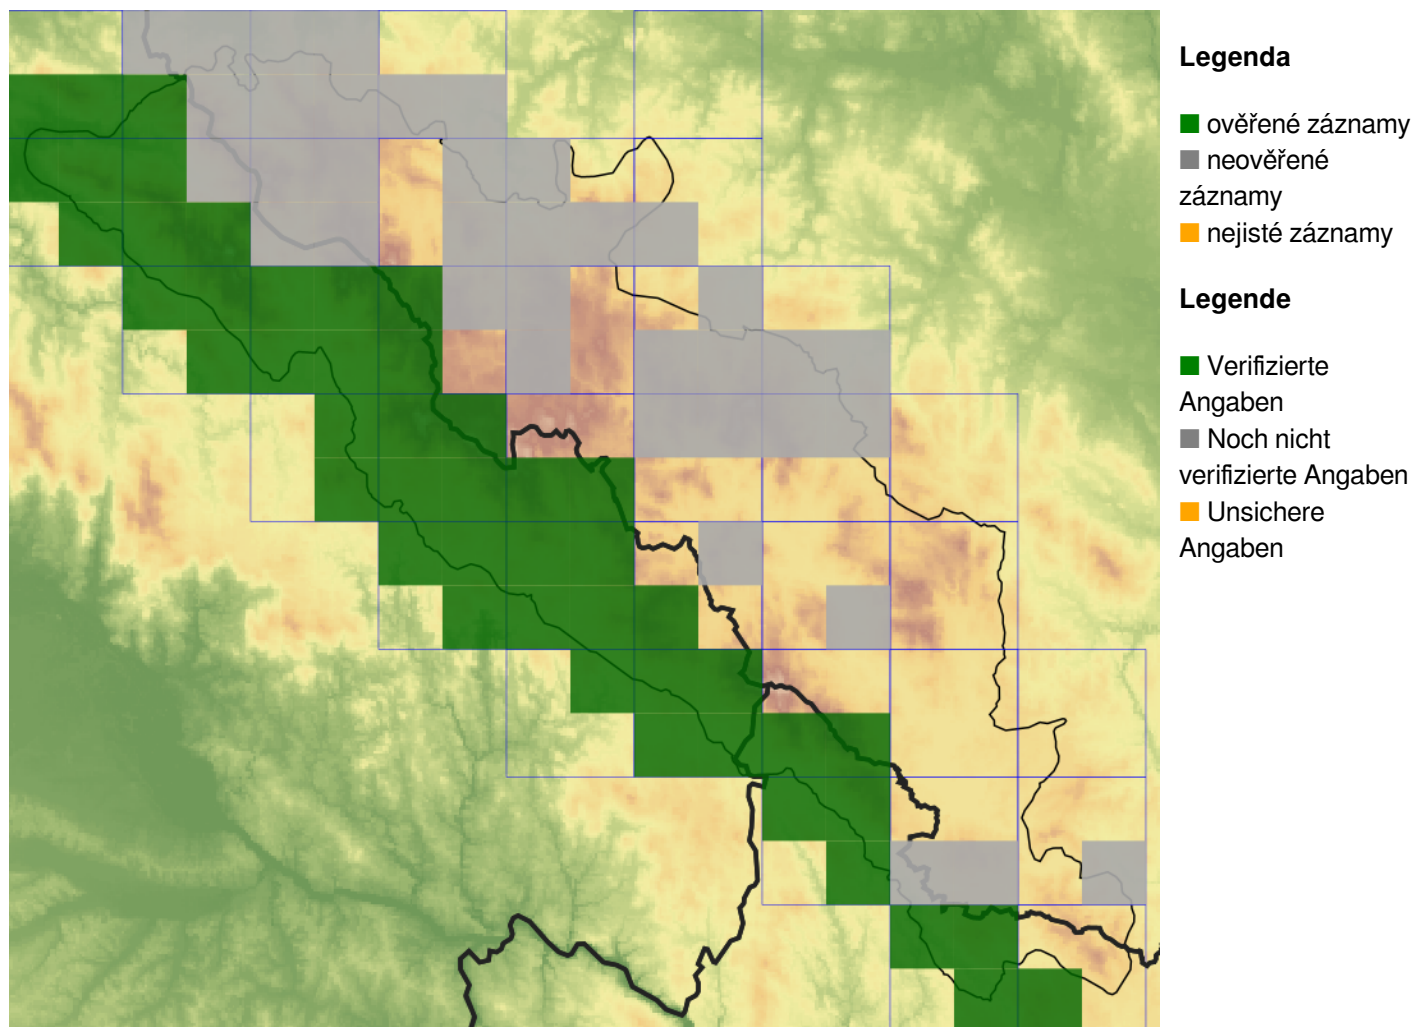 Legenda
ověřené záznamy
neověřené
záznamy
nejisté záznamy
Legende
Verifizierte
Angaben
Noch nicht
verifizierte Angaben
Unsichere
Angaben